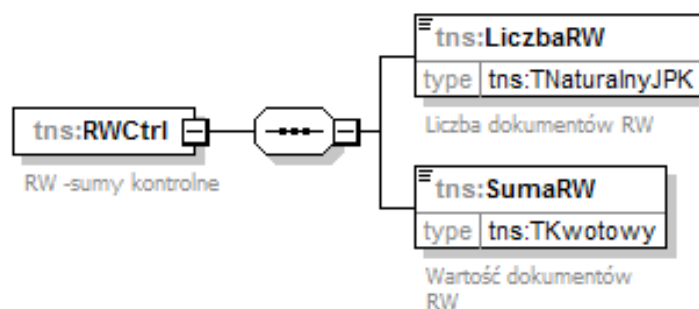 tns:LiczbaRW
type tns:TNaturalnyJPK
Liczba dokumentów RW
tns:RWCtrl
RW -sumy kontrolne
tns:SumaRW
type tns:TKwotowy
Wartość dokumentów
RW